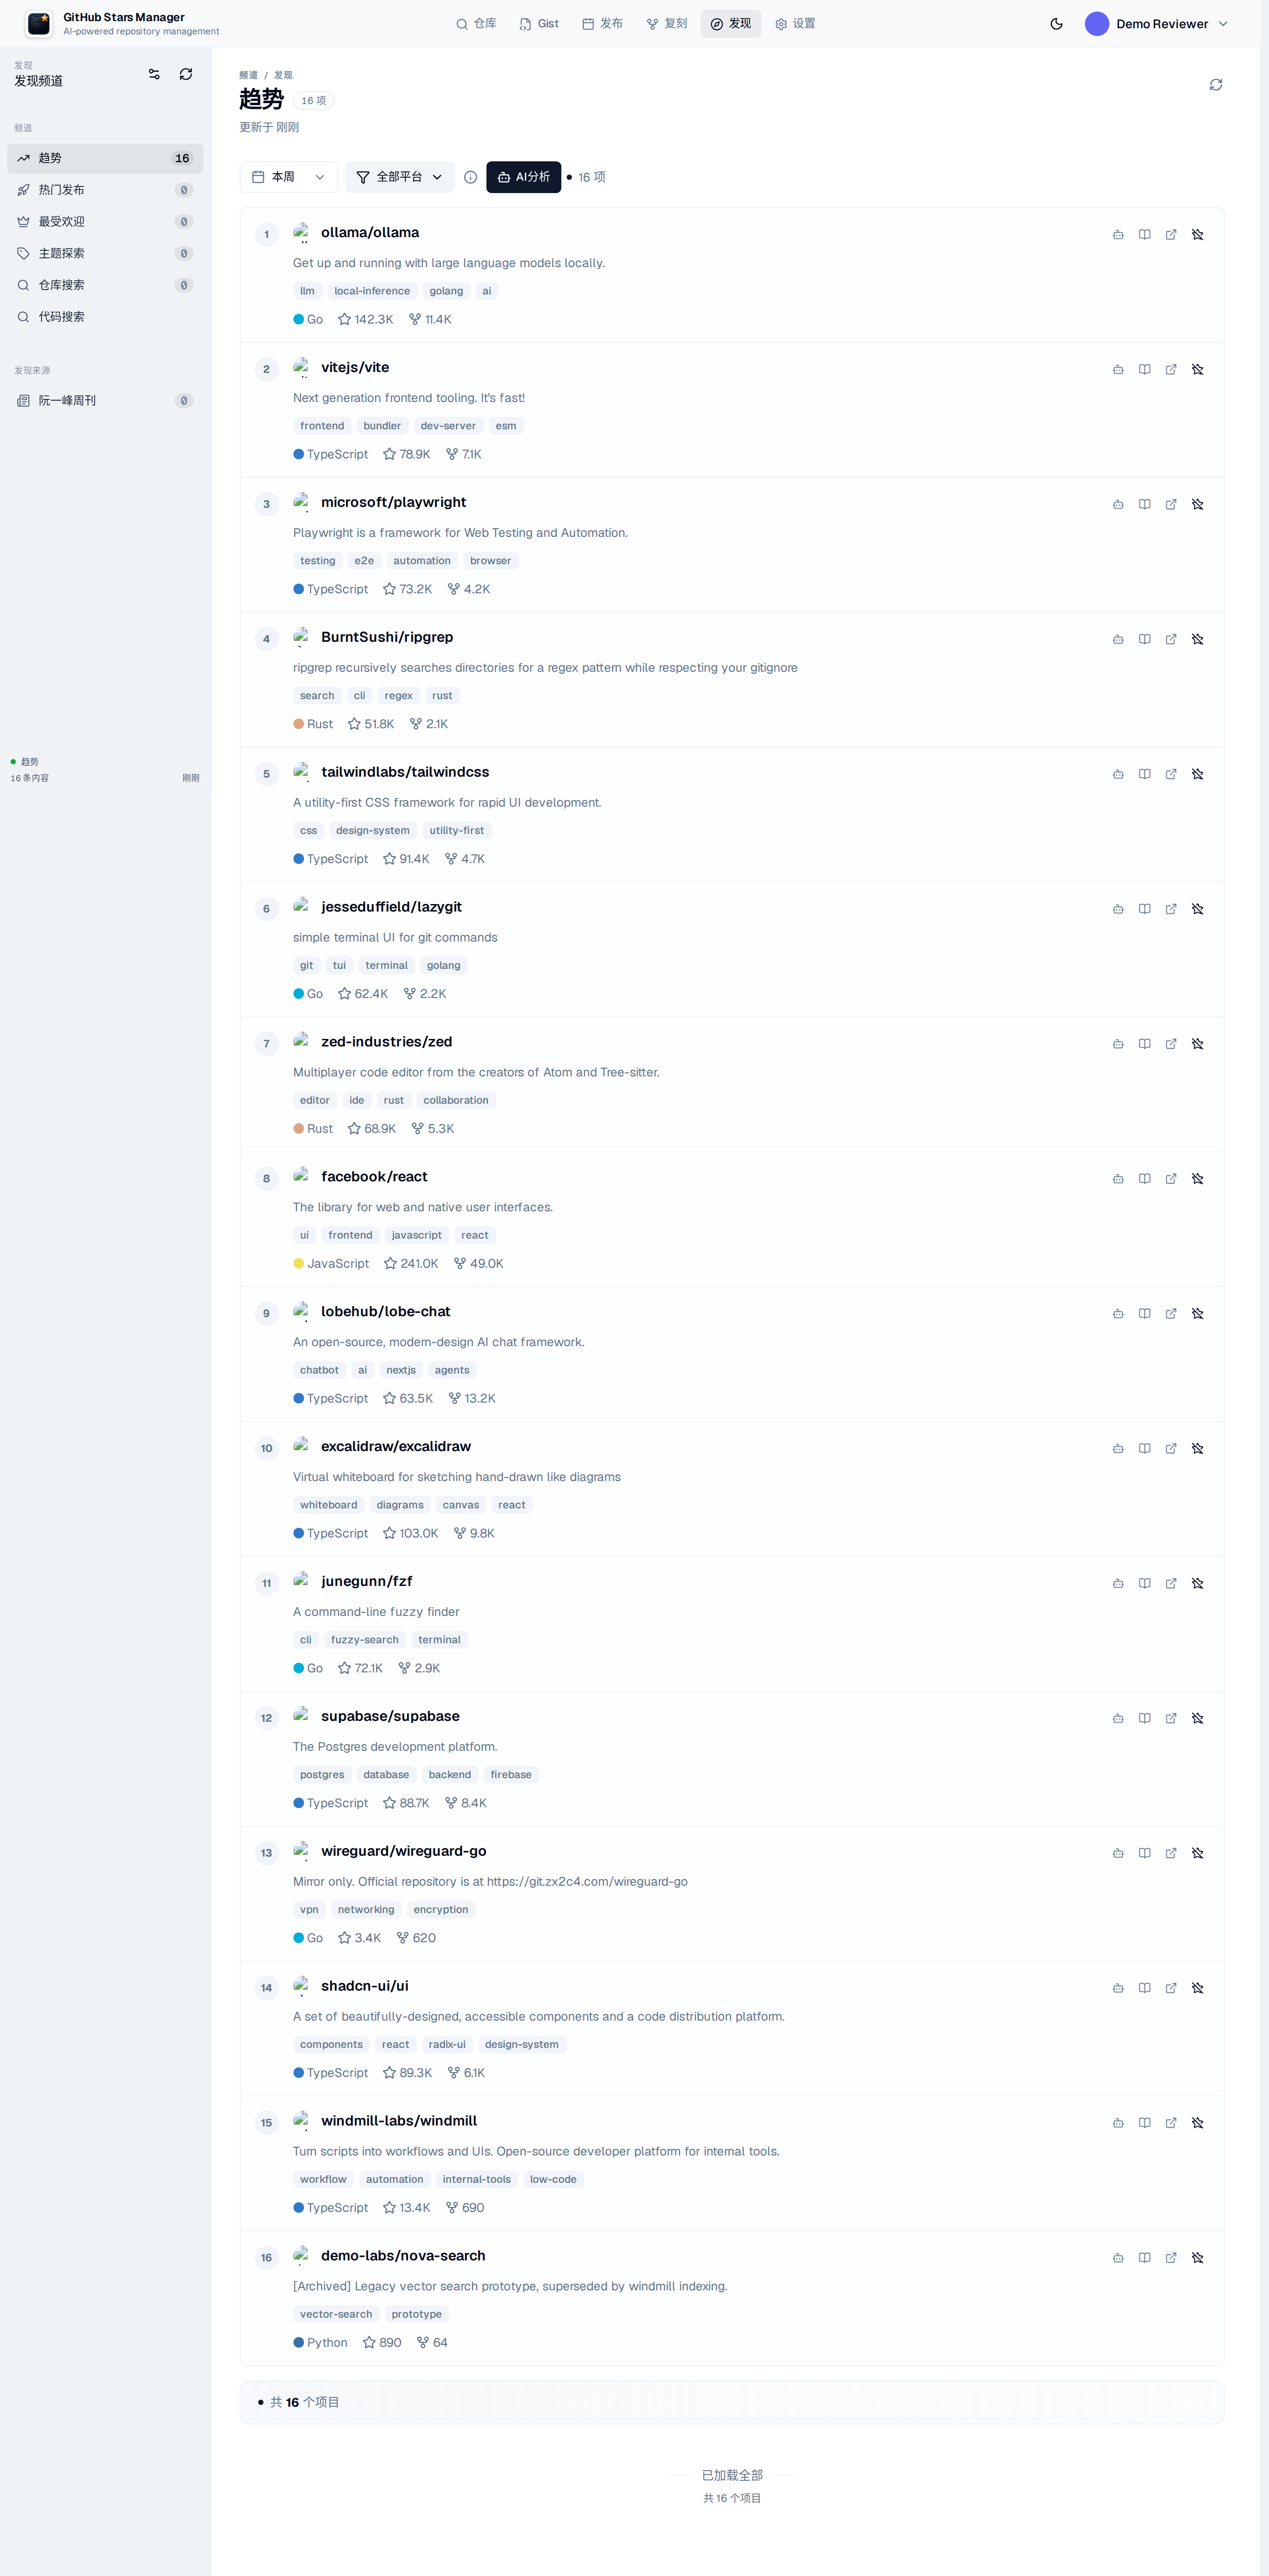 GitHub Stars Manager
AI-powered repository management
仓库
Gist
发布
复刻
发现
设置
Demo Reviewer
发现
发现频道
频道
趋势 16
热门发布 0
最受欢迎 0
主题探索 0
仓库搜索 0
代码搜索
发现来源
阮一峰周刊 0
趋势
16 条内容 刚刚
频道 / 发现
趋势 16 项
更新于 刚刚
本周 全部平台 AI分析 16 项
1 ollama/ollama
Get up and running with large language models locally.
llm local-inference golang ai
Go 142.3K 11.4K
2 vitejs/vite
Next generation frontend tooling. It's fast!
frontend bundler dev-server esm
TypeScript 78.9K 7.1K
3 microsoft/playwright
Playwright is a framework for Web Testing and Automation.
testing e2e automation browser
TypeScript 73.2K 4.2K
4 BurntSushi/ripgrep
ripgrep recursively searches directories for a regex pattern while respecting your gitignore
search cli regex rust
Rust 51.8K 2.1K
5 tailwindlabs/tailwindcss
A utility-first CSS framework for rapid UI development.
css design-system utility-first
TypeScript 91.4K 4.7K
6 jesseduffield/lazygit
simple terminal UI for git commands
git tui terminal golang
Go 62.4K 2.2K
7 zed-industries/zed
Multiplayer code editor from the creators of Atom and Tree-sitter.
editor ide rust collaboration
Rust 68.9K 5.3K
8 facebook/react
The library for web and native user interfaces.
ui frontend javascript react
JavaScript 241.0K 49.0K
9 lobehub/lobe-chat
An open-source, modern-design AI chat framework.
chatbot ai nextjs agents
TypeScript 63.5K 13.2K
10 excalidraw/excalidraw
Virtual whiteboard for sketching hand-drawn like diagrams
whiteboard diagrams canvas react
TypeScript 103.0K 9.8K
11 junegunn/fzf
A command-line fuzzy finder
cli fuzzy-search terminal
Go 72.1K 2.9K
12 supabase/supabase
The Postgres development platform.
postgres database backend firebase
TypeScript 88.7K 8.4K
13 wireguard/wireguard-go
Mirror only. Official repository is at https://git.zx2c4.com/wireguard-go
vpn networking encryption
Go 3.4K 620
14 shadcn-ui/ui
A set of beautifully-designed, accessible components and a code distribution platform.
components react radix-ui design-system
TypeScript 89.3K 6.1K
15 windmill-labs/windmill
Turn scripts into workflows and UIs. Open-source developer platform for internal tools.
workflow automation internal-tools low-code
TypeScript 13.4K 690
16 demo-labs/nova-search
[Archived] Legacy vector search prototype, superseded by windmill indexing.
vector-search prototype
Python 890 64
共 16 个项目
已加载全部
共 16 个项目